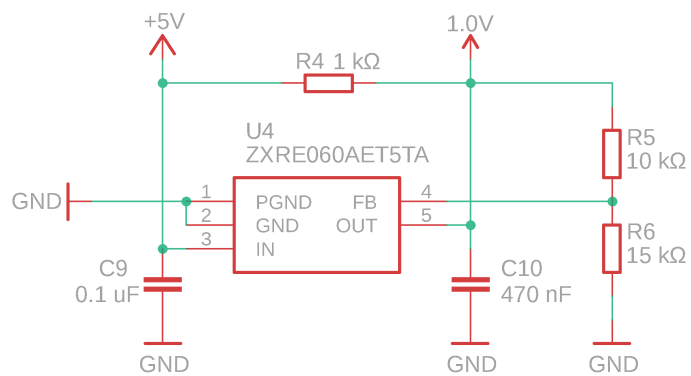 +5V
1.0V
R4 1 kΩ
U4
ZXRE060AET5TA
R5
10 kΩ
GND
1
PGND
FB
4
2
GND
OUT
5
3
IN
R6
15 kΩ
C9
0.1 uF
C10
470 nF
GND
GND
GND